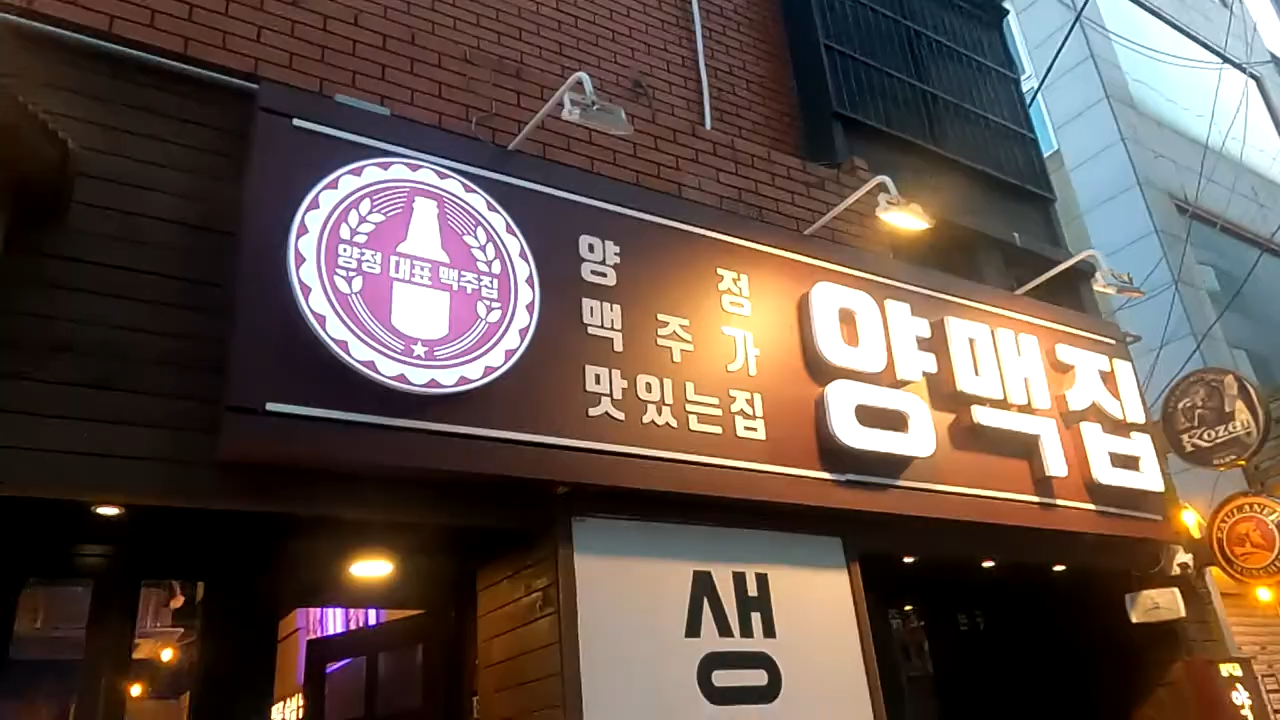 양정 대표 맥주집
양 정
맥 주 가
맛있는집
양맥집
생
Kozel
PAULANER
MÜNCHEN